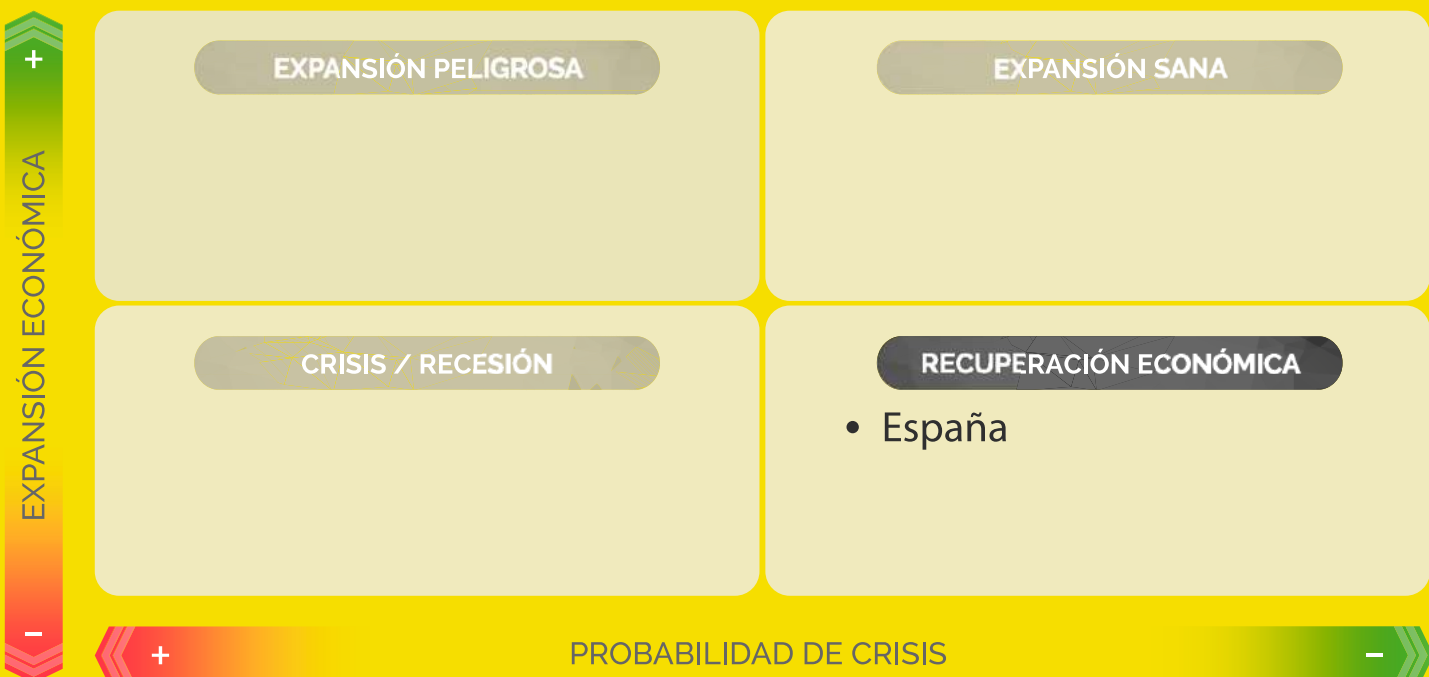 +
EXPANSIÓN ECONÓMICA
−
EXPANSIÓN PELIGROSA
EXPANSIÓN SANA
CRISIS / RECESIÓN
RECUPERACIÓN ECONÓMICA
• España
+
PROBABILIDAD DE CRISIS
−